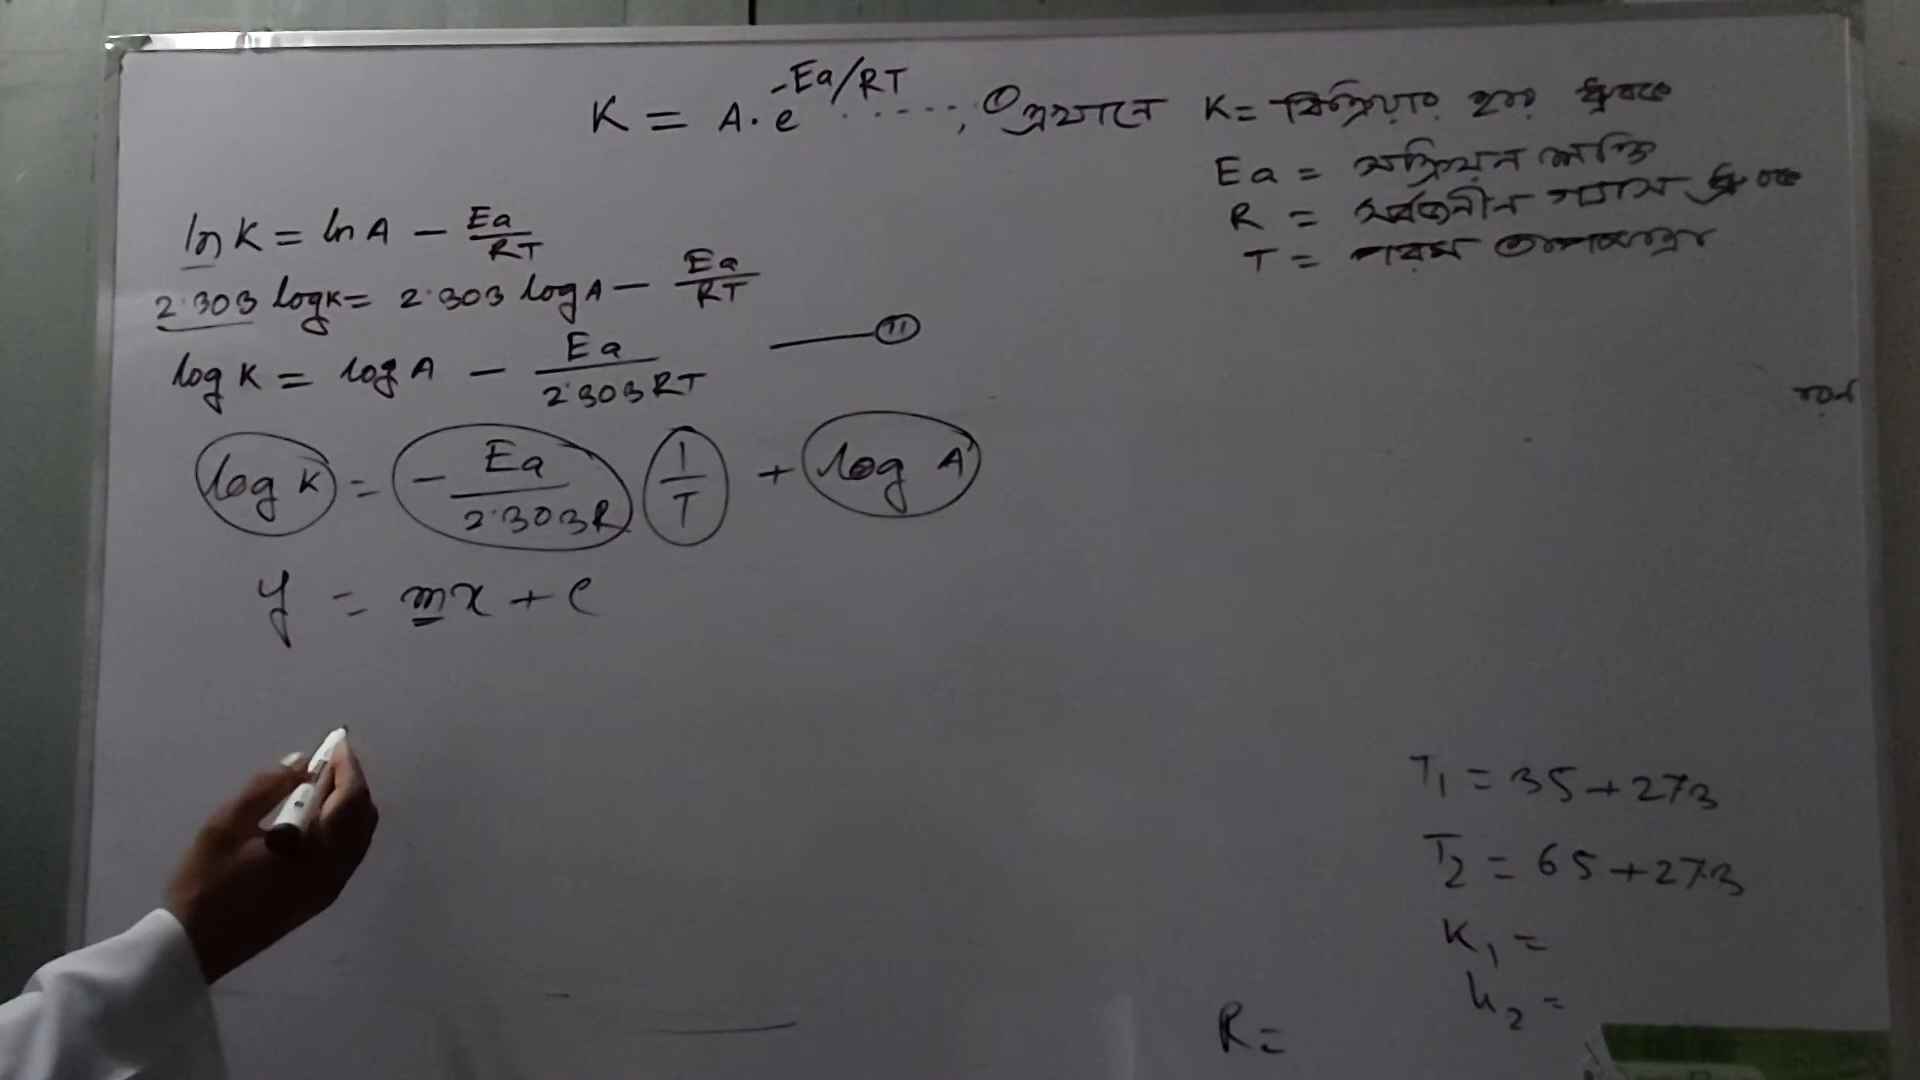 K = A. e^-Ea/RT ....., ① এখানে K = বিক্রিয়ার হার ধ্রুবক
Ea = সক্রিয়ন শক্তি
R = সর্বজনীন গ্যাস ধ্রুবক
T = পরম তাপমাত্রা
ln K = ln A - Ea/RT
2.303 log K = 2.303 log A - Ea/RT
log K = log A - Ea/2.303RT —— ⑪
log K = - Ea/2.303R 1/T + log A
y = mx + c
T1 = 35 + 273
T2 = 65 + 273
K1 =
k2 =
R =